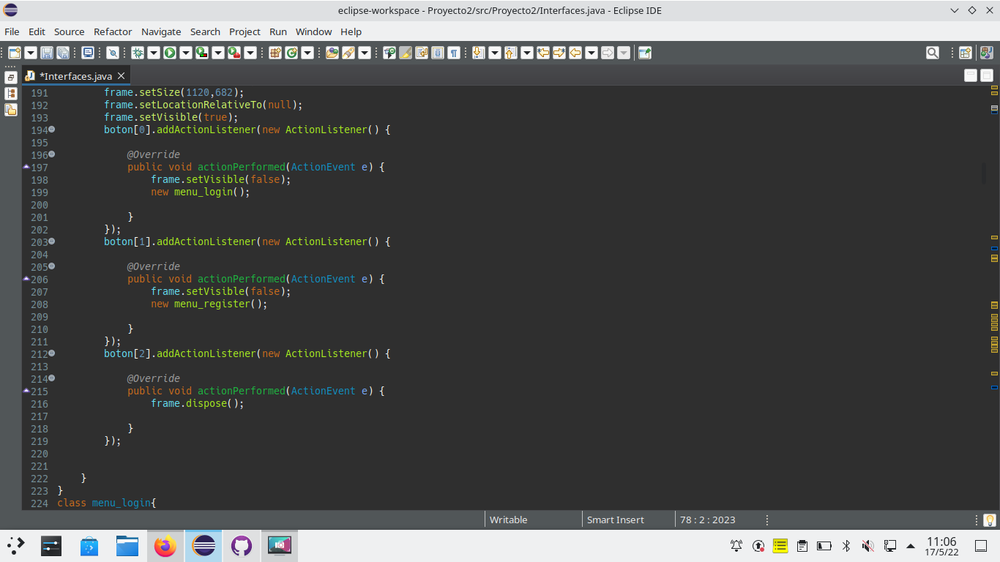 eclipse-workspace - Proyecto2/src/Proyecto2/Interfaces.java - Eclipse IDE
File Edit Source Refactor Navigate Search Project Run Window Help
*Interfaces.java
191 frame.setSize(1120,682);
192 frame.setLocationRelativeTo(null);
193 frame.setVisible(true);
194 boton[0].addActionListener(new ActionListener() {
195
196 @Override
197 public void actionPerformed(ActionEvent e) {
198 frame.setVisible(false);
199 new menu_login();
200
201 }
202 });
203 boton[1].addActionListener(new ActionListener() {
204
205 @Override
206 public void actionPerformed(ActionEvent e) {
207 frame.setVisible(false);
208 new menu_register();
209
210 }
211 });
212 boton[2].addActionListener(new ActionListener() {
213
214 @Override
215 public void actionPerformed(ActionEvent e) {
216 frame.dispose();
217
218 }
219 });
220
221
222 }
223 }
224 class menu_login{
Writable Smart Insert 78 : 2 : 2023
11:06
17/5/22